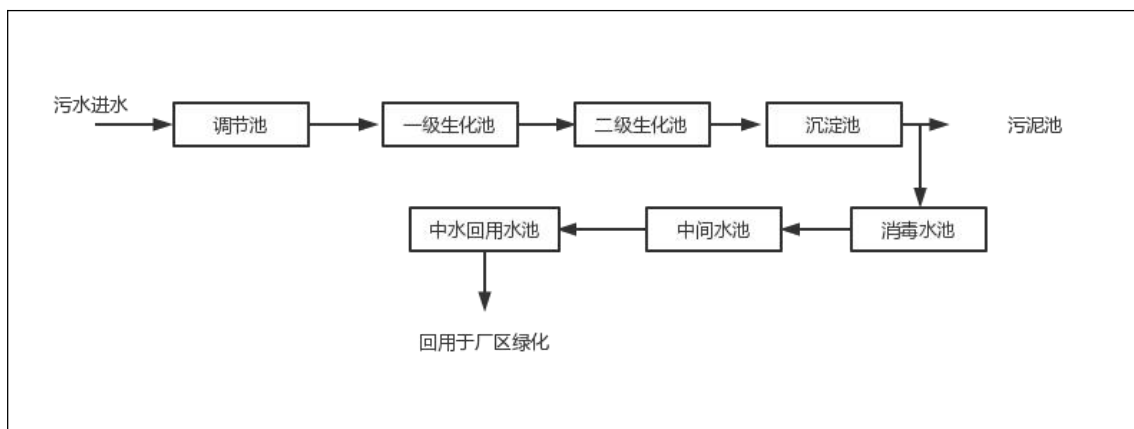 污水进水
调节池
一级生化池
二级生化池
沉淀池
污泥池
中水回用水池
中间水池
消毒水池
回用于厂区绿化